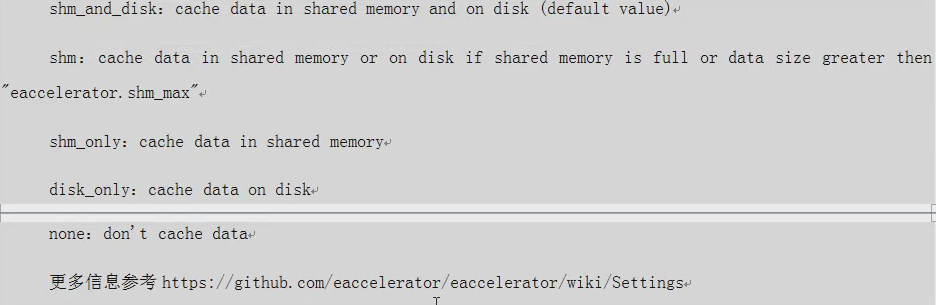 shm_and_disk: cache data in shared memory and on disk (default value)
shm: cache data in shared memory or on disk if shared memory is full or data size greater then
"eaccelerator.shm_max"
shm_only: cache data in shared memory
disk_only: cache data on disk
none: don't cache data
更多信息参考 https://github.com/eaccelerator/eaccelerator/wiki/Settings